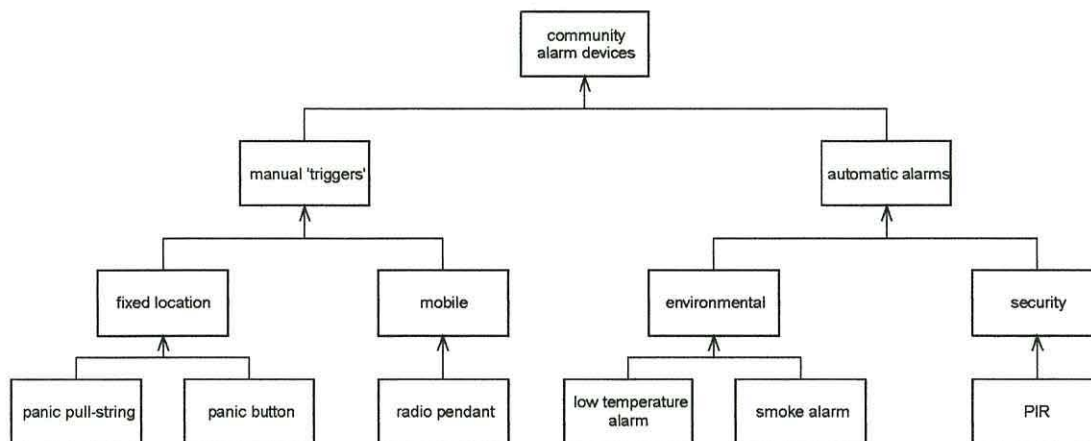 community
alarm devices
manual 'triggers'
automatic alarms
fixed location
mobile
environmental
security
panic pull-string
panic button
radio pendant
low temperature
alarm
smoke alarm
PIR